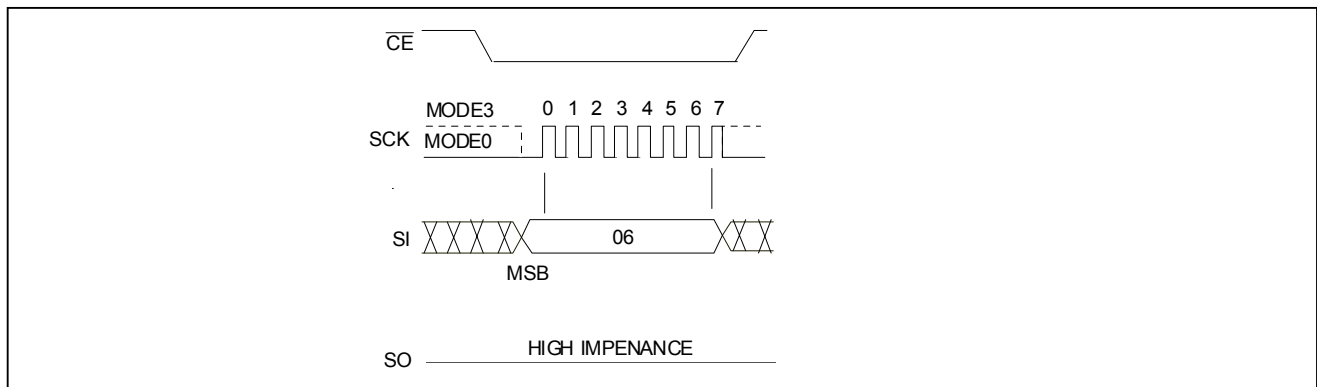 CE
MODE3 0 1 2 3 4 5 6 7
SCK MODE0
SI 06
MSB
SO HIGH IMPENANCE